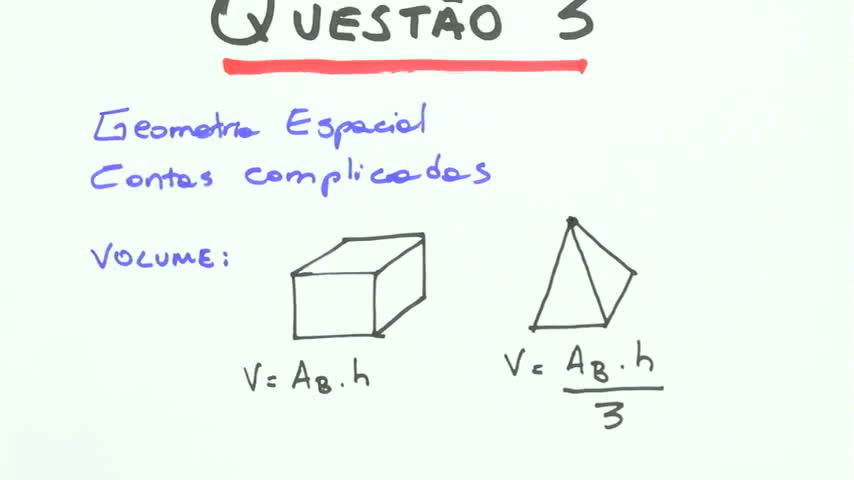 QUESTÃO 3
Geometria Espacial
Contas complicadas
VOLUME:
V= AB.h
V= AB.h
3